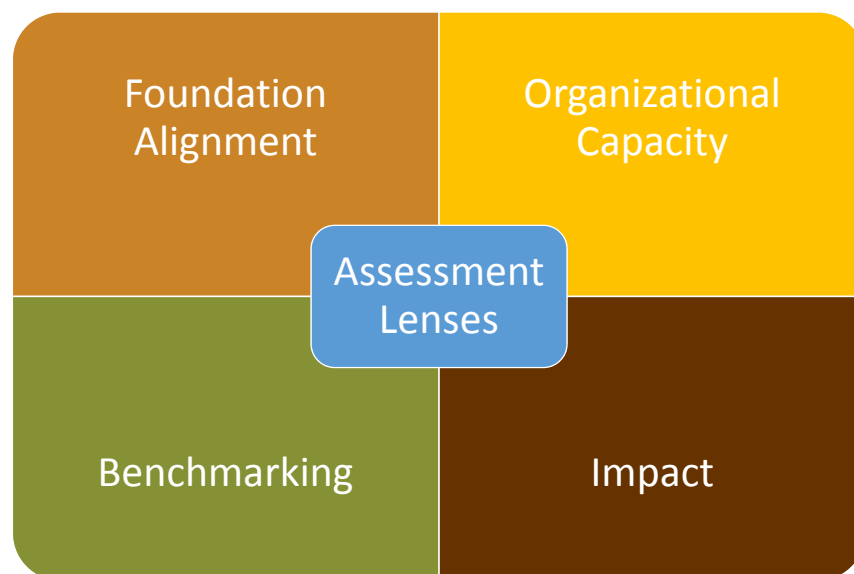 Foundation
Alignment
Organizational
Capacity
Assessment
Lenses
Benchmarking
Impact